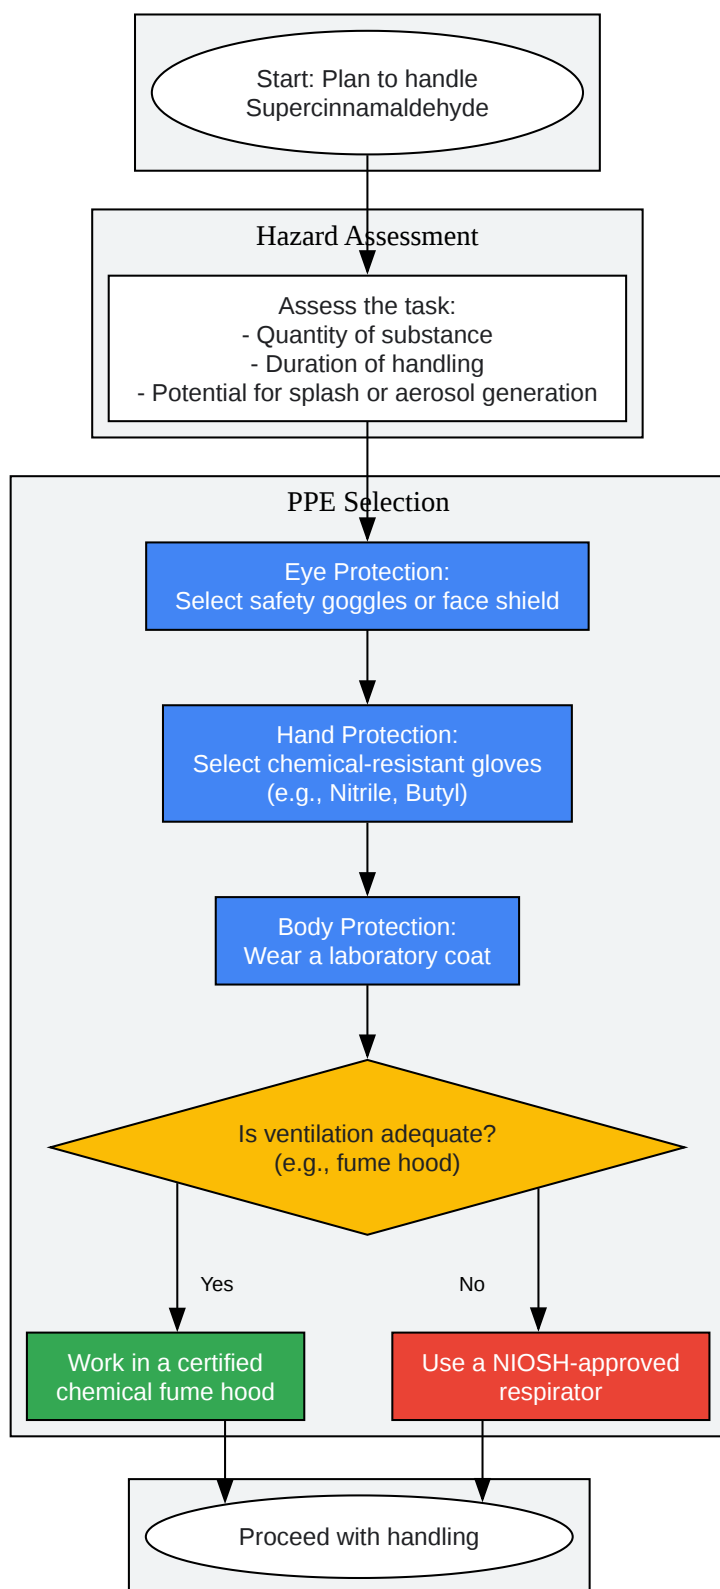 Start: Plan to handle
Supercinnamaldehyde
Hazard Assessment
Assess the task:
- Quantity of substance
- Duration of handling
- Potential for splash or aerosol generation
PPE Selection
Eye Protection:
Select safety goggles or face shield
Hand Protection:
Select chemical-resistant gloves
(e.g., Nitrile, Butyl)
Body Protection:
Wear a laboratory coat
Is ventilation adequate?
(e.g., fume hood)
Yes
No
Work in a certified
chemical fume hood
Use a NIOSH-approved
respirator
Proceed with handling